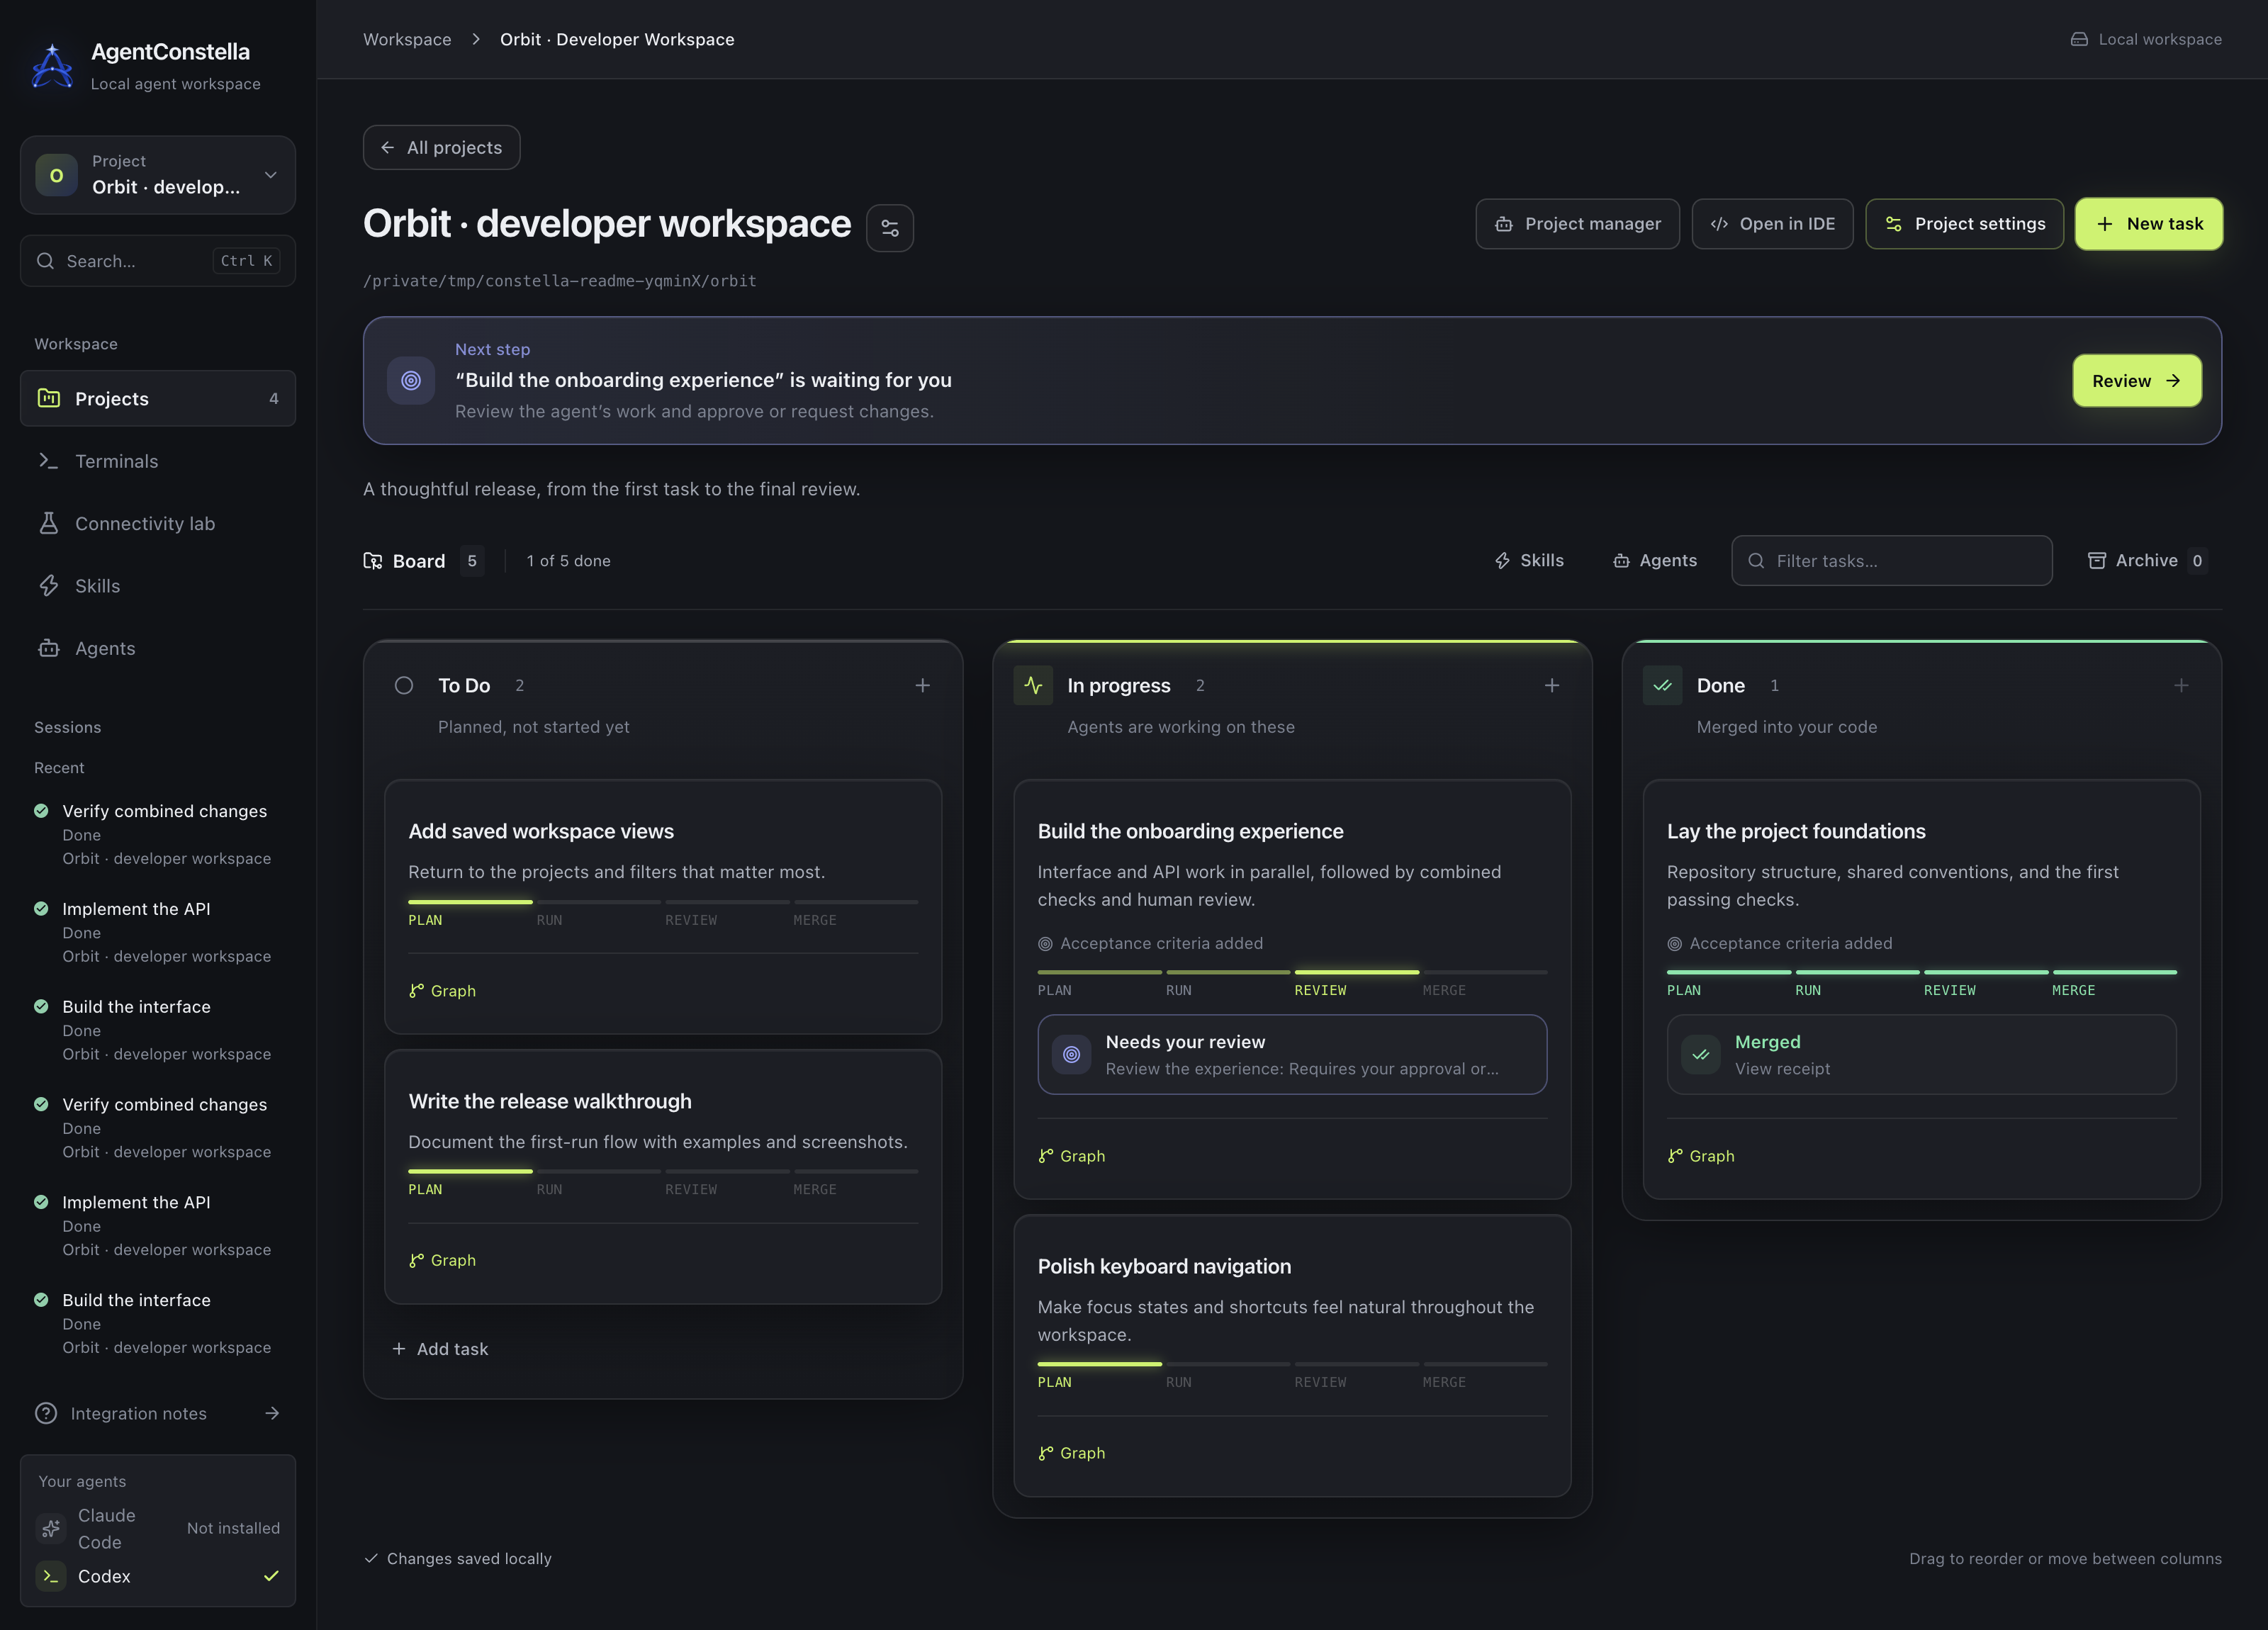 AgentConstella
Local agent workspace
Project
O
Orbit · develop...
Search...
Ctrl K
Workspace
Projects
4
Terminals
Connectivity lab
Skills
Agents
Sessions
Recent
Verify combined changes
Done
Orbit · developer workspace
Implement the API
Done
Orbit · developer workspace
Build the interface
Done
Orbit · developer workspace
Verify combined changes
Done
Orbit · developer workspace
Implement the API
Done
Orbit · developer workspace
Build the interface
Done
Orbit · developer workspace
Integration notes
Your agents
Claude
Code
Not installed
Codex
Workspace
Orbit · Developer Workspace
Local workspace
All projects
Orbit · developer workspace
Project manager
Open in IDE
Project settings
New task
/private/tmp/constella-readme-yqminX/orbit
Next step
“Build the onboarding experience” is waiting for you
Review the agent’s work and approve or request changes.
Review
A thoughtful release, from the first task to the final review.
Board
5
1 of 5 done
Skills
Agents
Filter tasks...
Archive
0
To Do
2
Planned, not started yet
Add saved workspace views
Return to the projects and filters that matter most.
PLAN
RUN
REVIEW
MERGE
Graph
Write the release walkthrough
Document the first-run flow with examples and screenshots.
PLAN
RUN
REVIEW
MERGE
Graph
Add task
In progress
2
Agents are working on these
Build the onboarding experience
Interface and API work in parallel, followed by combined
checks and human review.
Acceptance criteria added
PLAN
RUN
REVIEW
MERGE
Needs your review
Review the experience: Requires your approval or...
Graph
Polish keyboard navigation
Make focus states and shortcuts feel natural throughout the
workspace.
PLAN
RUN
REVIEW
MERGE
Graph
Done
1
Merged into your code
Lay the project foundations
Repository structure, shared conventions, and the first
passing checks.
Acceptance criteria added
PLAN
RUN
REVIEW
MERGE
Merged
View receipt
Graph
Changes saved locally
Drag to reorder or move between columns